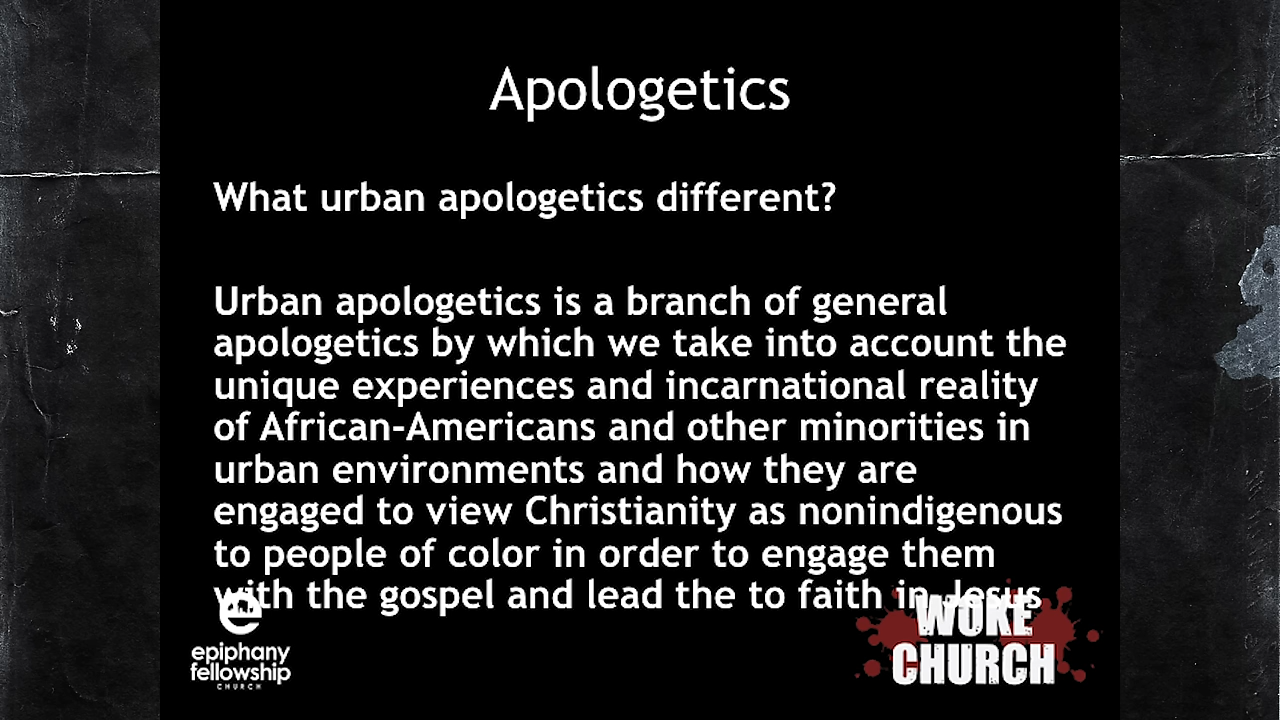 Apologetics
What urban apologetics different?
Urban apologetics is a branch of general
apologetics by which we take into account the
unique experiences and incarnational reality
of African-Americans and other minorities in
urban environments and how they are
engaged to view Christianity as nonindigenous
to people of color in order to engage them
with the gospel and lead the to faith in Jesus
e
epiphany
fellowship
CHURCH
WOKE
CHURCH